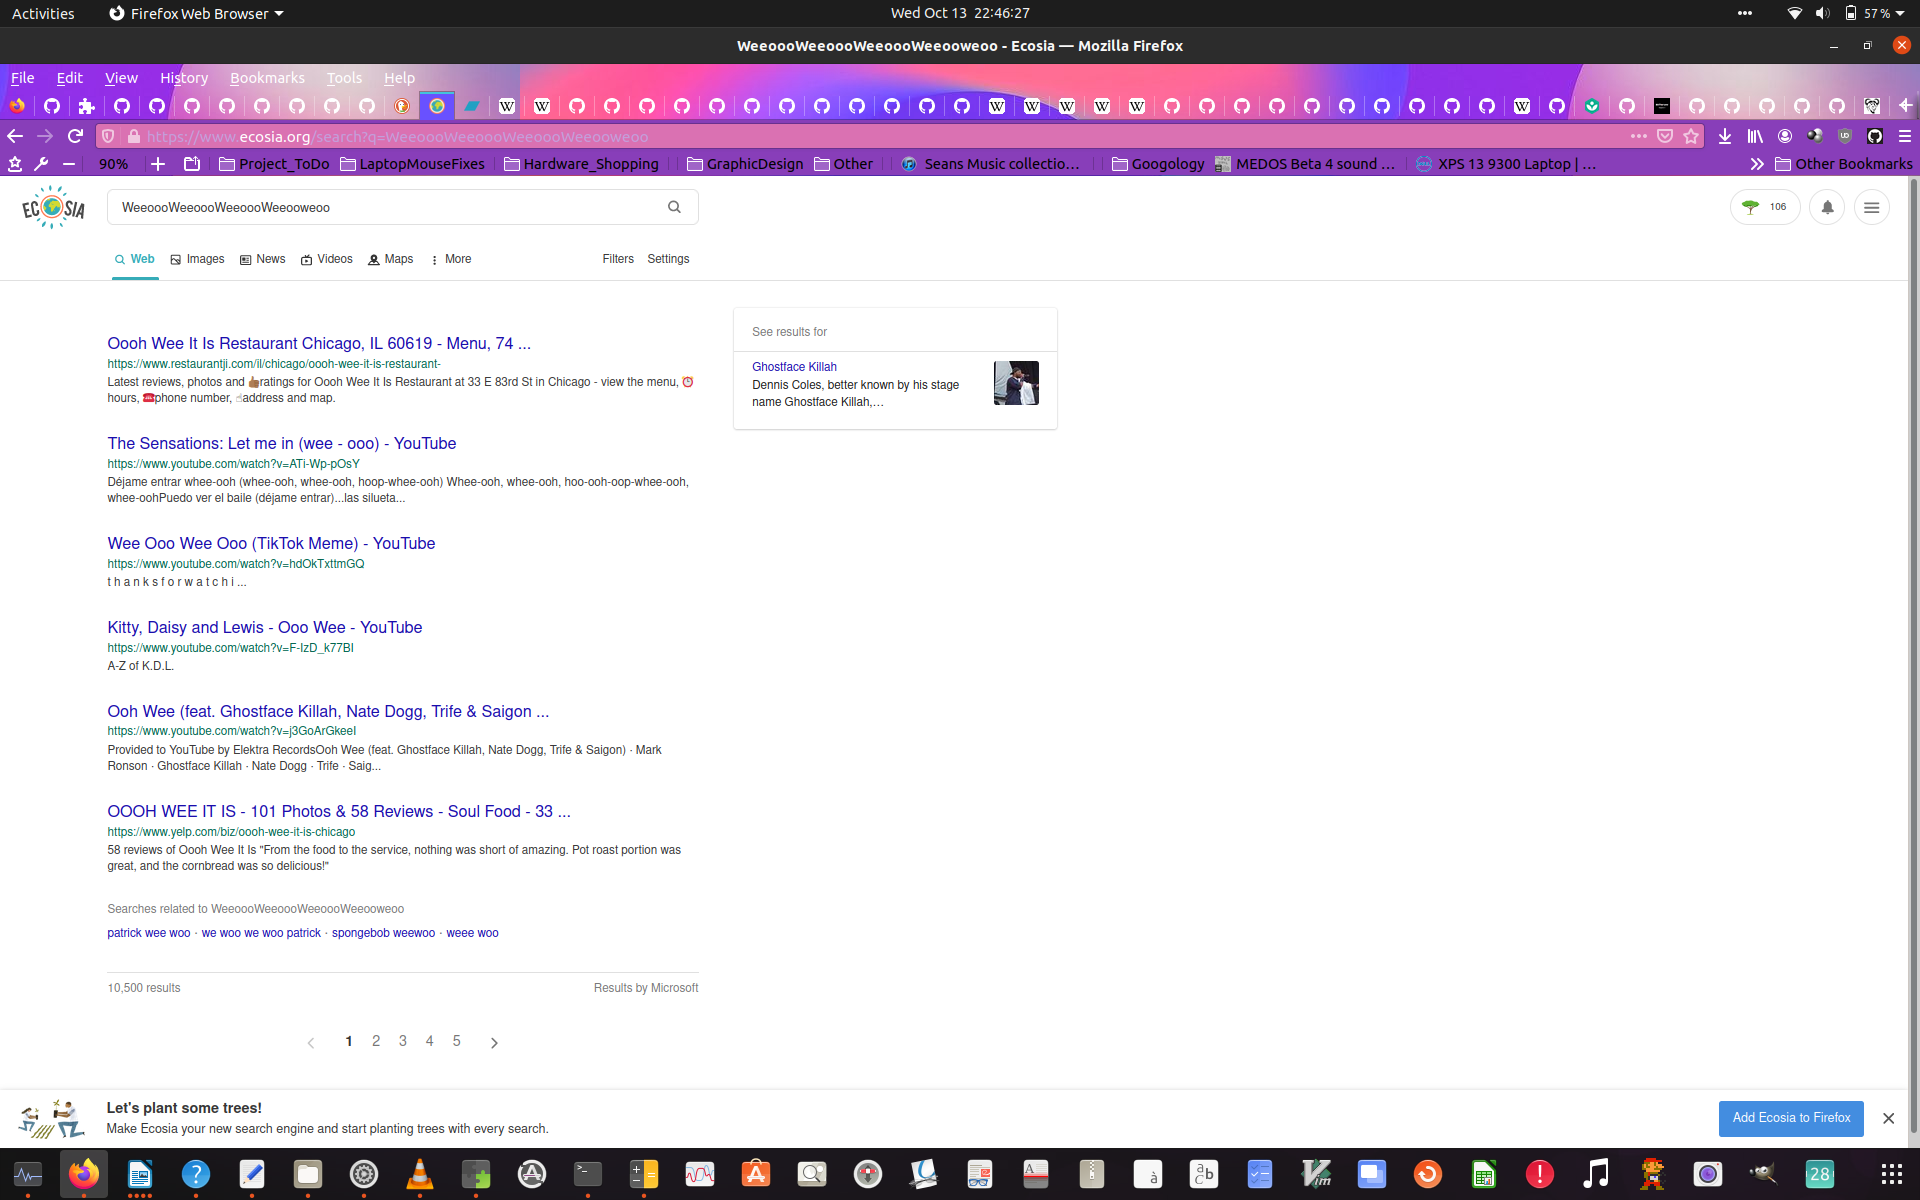 Activities
Firefox Web Browser
Wed Oct 13 22:46:27
57 %
WeeoooWeeoooWeeoooWeeooweoo - Ecosia — Mozilla Firefox
File Edit View History Bookmarks Tools Help
https://www.ecosia.org/search?q=WeeoooWeeoooWeeoooWeeooweoo
90%
Project_ToDo
LaptopMouseFixes
Hardware_Shopping
GraphicDesign
Other
Seans Music collectio…
Googology
MEDOS Beta 4 sound …
XPS 13 9300 Laptop | …
Other Bookmarks
ECOSIA
WeeoooWeeoooWeeoooWeeooweoo
106
Web Images News Videos Maps More Filters Settings
Oooh Wee It Is Restaurant Chicago, IL 60619 - Menu, 74 ...
https://www.restaurantji.com/il/chicago/oooh-wee-it-is-restaurant-
Latest reviews, photos and 👍🏾ratings for Oooh Wee It Is Restaurant at 33 E 83rd St in Chicago - view the menu, ⏰
hours, ☎️phone number, ☝address and map.
The Sensations: Let me in (wee - ooo) - YouTube
https://www.youtube.com/watch?v=ATi-Wp-pOsY
Déjame entrar whee-ooh (whee-ooh, whee-ooh, hoop-whee-ooh) Whee-ooh, whee-ooh, hoo-ooh-oop-whee-ooh,
whee-oohPuedo ver el baile (déjame entrar)...las silueta...
Wee Ooo Wee Ooo (TikTok Meme) - YouTube
https://www.youtube.com/watch?v=hdOkTxttmGQ
t h a n k s f o r w a t c h i ...
Kitty, Daisy and Lewis - Ooo Wee - YouTube
https://www.youtube.com/watch?v=F-IzD_k77BI
A-Z of K.D.L.
Ooh Wee (feat. Ghostface Killah, Nate Dogg, Trife & Saigon ...
https://www.youtube.com/watch?v=j3GoArGkeeI
Provided to YouTube by Elektra RecordsOoh Wee (feat. Ghostface Killah, Nate Dogg, Trife & Saigon) · Mark
Ronson · Ghostface Killah · Nate Dogg · Trife · Saig...
OOOH WEE IT IS - 101 Photos & 58 Reviews - Soul Food - 33 ...
https://www.yelp.com/biz/oooh-wee-it-is-chicago
58 reviews of Oooh Wee It Is "From the food to the service, nothing was short of amazing. Pot roast portion was
great, and the cornbread was so delicious!"
Searches related to WeeoooWeeoooWeeoooWeeooweoo
patrick wee woo · we woo we woo patrick · spongebob weewoo · weee woo
10,500 results
Results by Microsoft
1 2 3 4 5
See results for
Ghostface Killah
Dennis Coles, better known by his stage
name Ghostface Killah,…
Let's plant some trees!
Make Ecosia your new search engine and start planting trees with every search.
Add Ecosia to Firefox
28